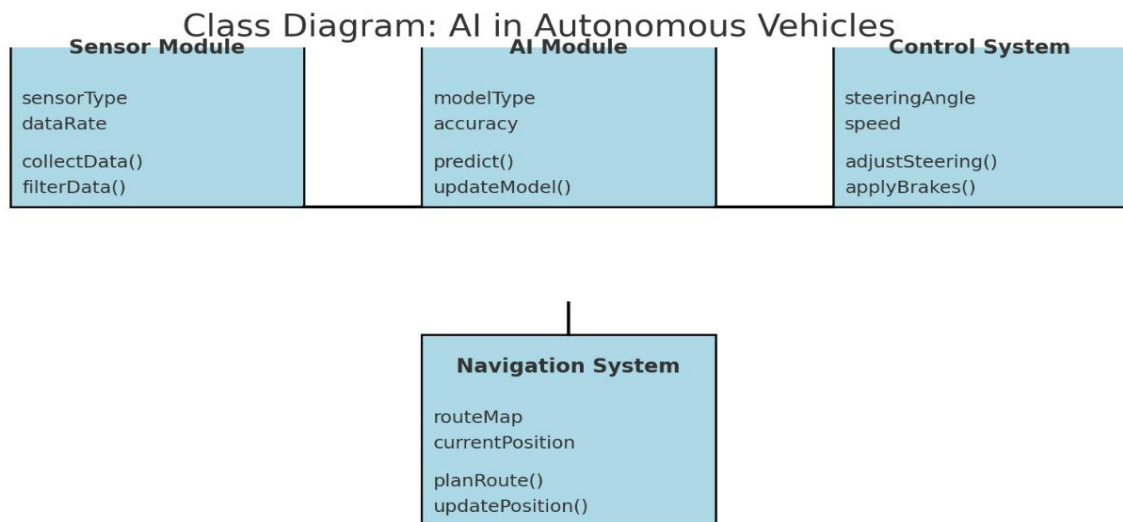 Class Diagram: AI in Autonomous Vehicles
Sensor Module
sensorType
dataRate
collectData()
filterData()
AI Module
modelType
accuracy
predict()
updateModel()
Control System
steeringAngle
speed
adjustSteering()
applyBrakes()
Navigation System
routeMap
currentPosition
planRoute()
updatePosition()